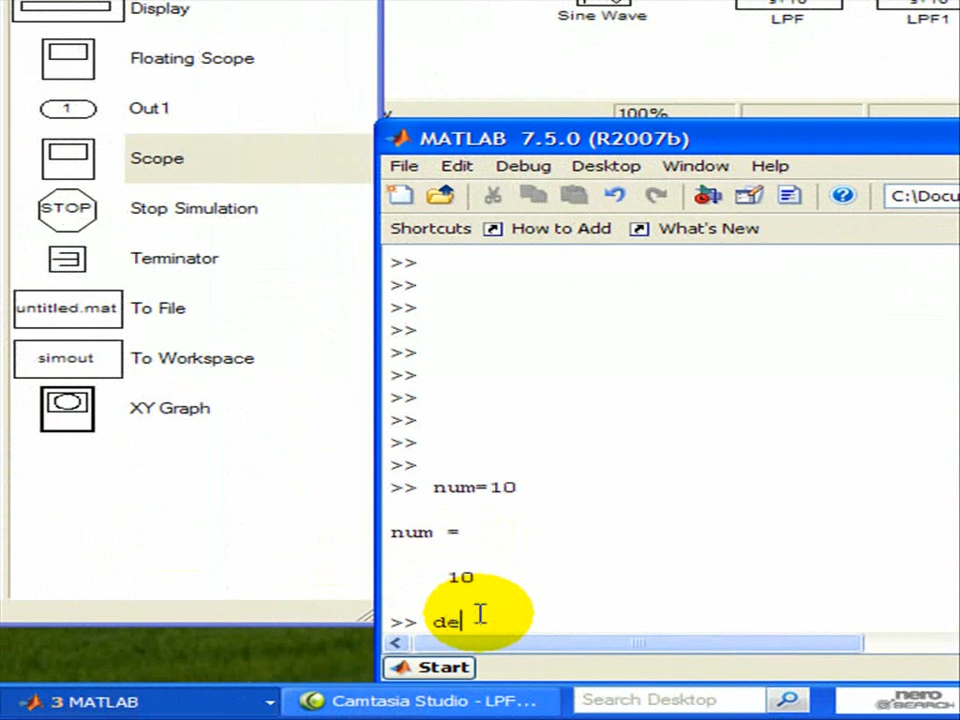 Display
Floating Scope
1
Out1
Scope
STOP
Stop Simulation
Terminator
untitled.mat
To File
simout
To Workspace
XY Graph
Sine Wave
LPF
LPF1
100%
MATLAB 7.5.0 (R2007b)
File Edit Debug Desktop Window Help
C:\Docu
Shortcuts How to Add What's New
>>
>>
>>
>>
>>
>>
>>
>>
>>
>>
>> num=10
num =
10
>> de
Start
3 MATLAB
Camtasia Studio - LPF...
Search Desktop
nero
SEARCH